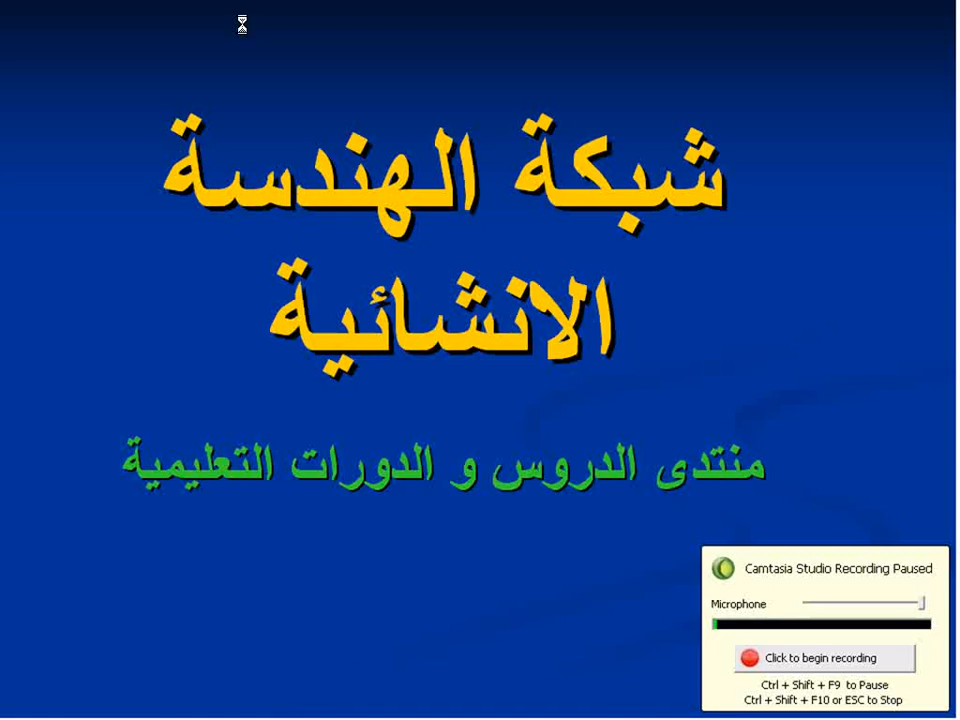 شبكة الهندسة
الانشائية
منتدى الدروس و الدورات التعليمية
Camtasia Studio Recording Paused
Microphone
Click to begin recording
Ctrl + Shift + F9 to Pause
Ctrl + Shift + F10 or ESC to Stop